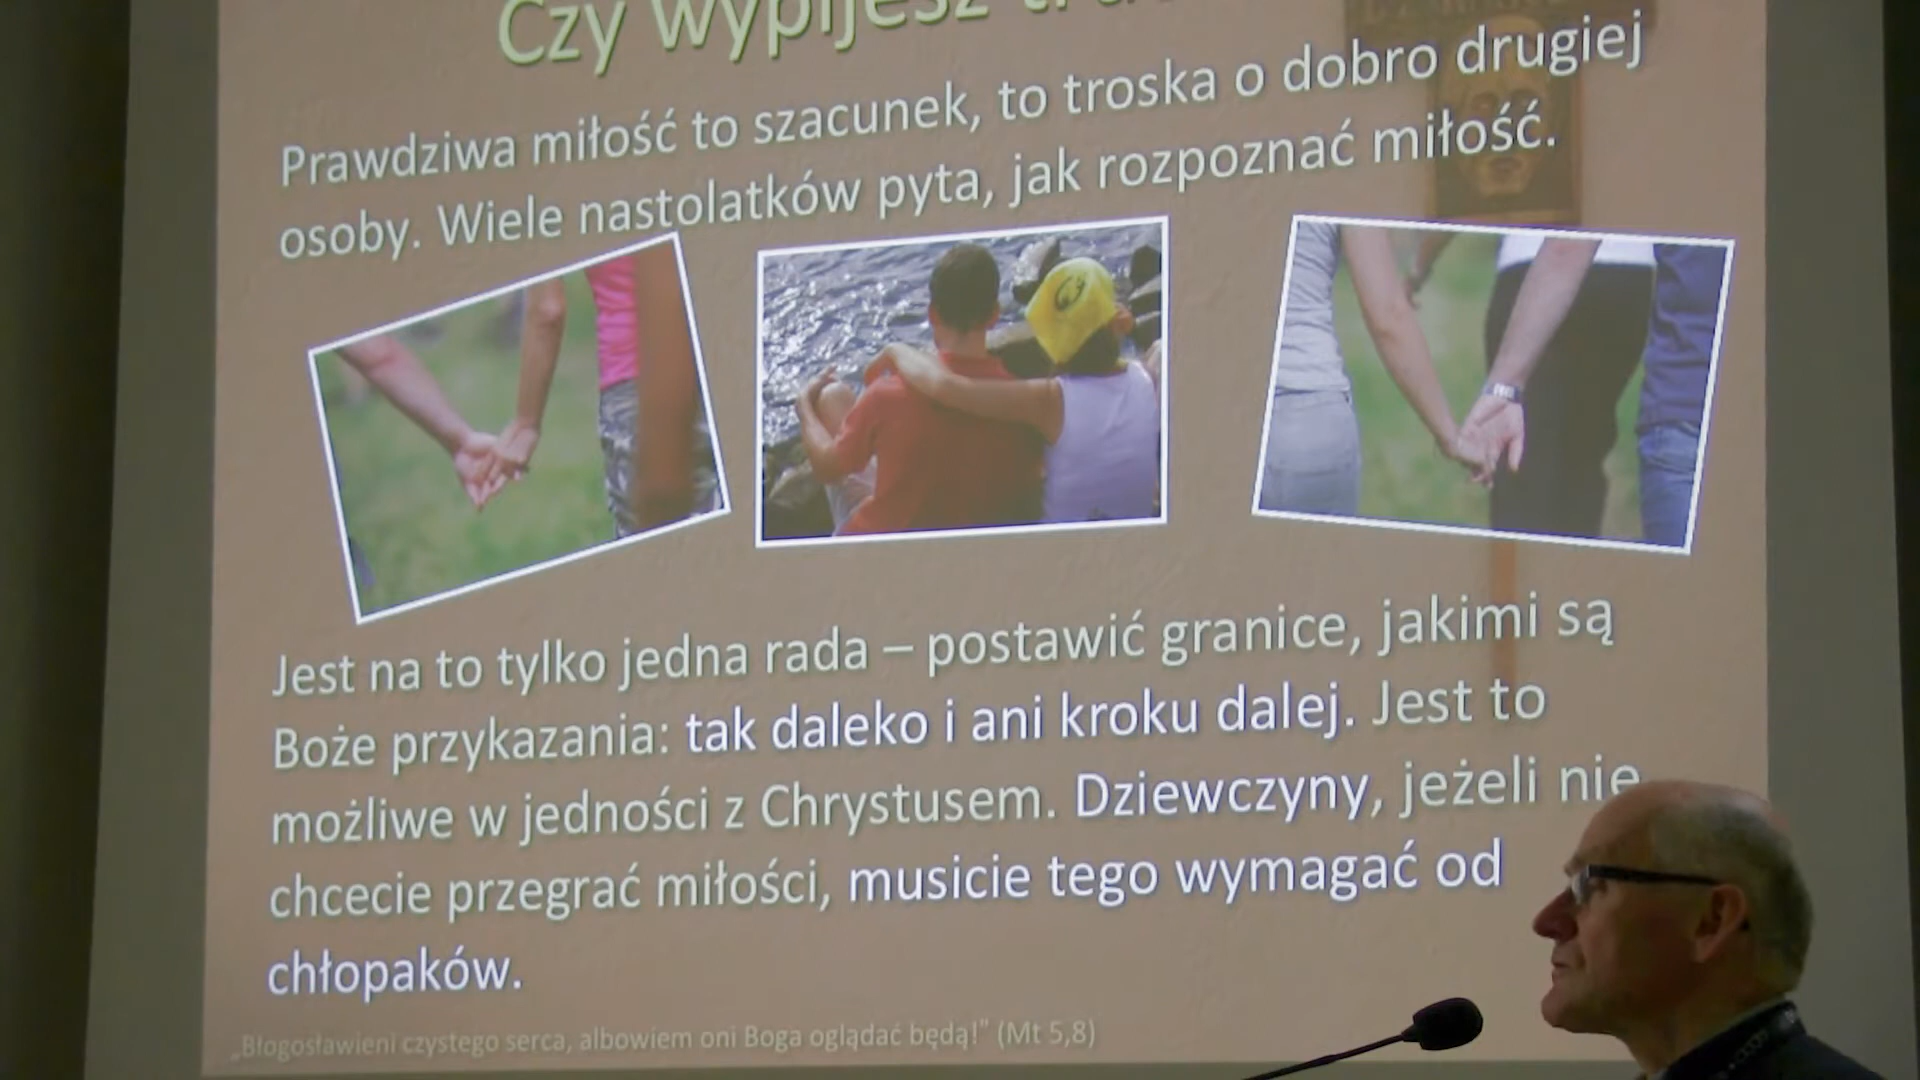 Czy wypijesz
Prawdziwa miłość to szacunek, to troska o dobro drugiej
osoby. Wiele nastolatków pyta, jak rozpoznać miłość.
Jest na to tylko jedna rada – postawić granice, jakimi są
Boże przykazania: tak daleko i ani kroku dalej. Jest to
możliwe w jedności z Chrystusem. Dziewczyny, jeżeli nie
chcecie przegrać miłości, musicie tego wymagać od
chłopaków.
„Błogosławieni czystego serca, albowiem oni Boga oglądać będą!” (Mt 5,8)